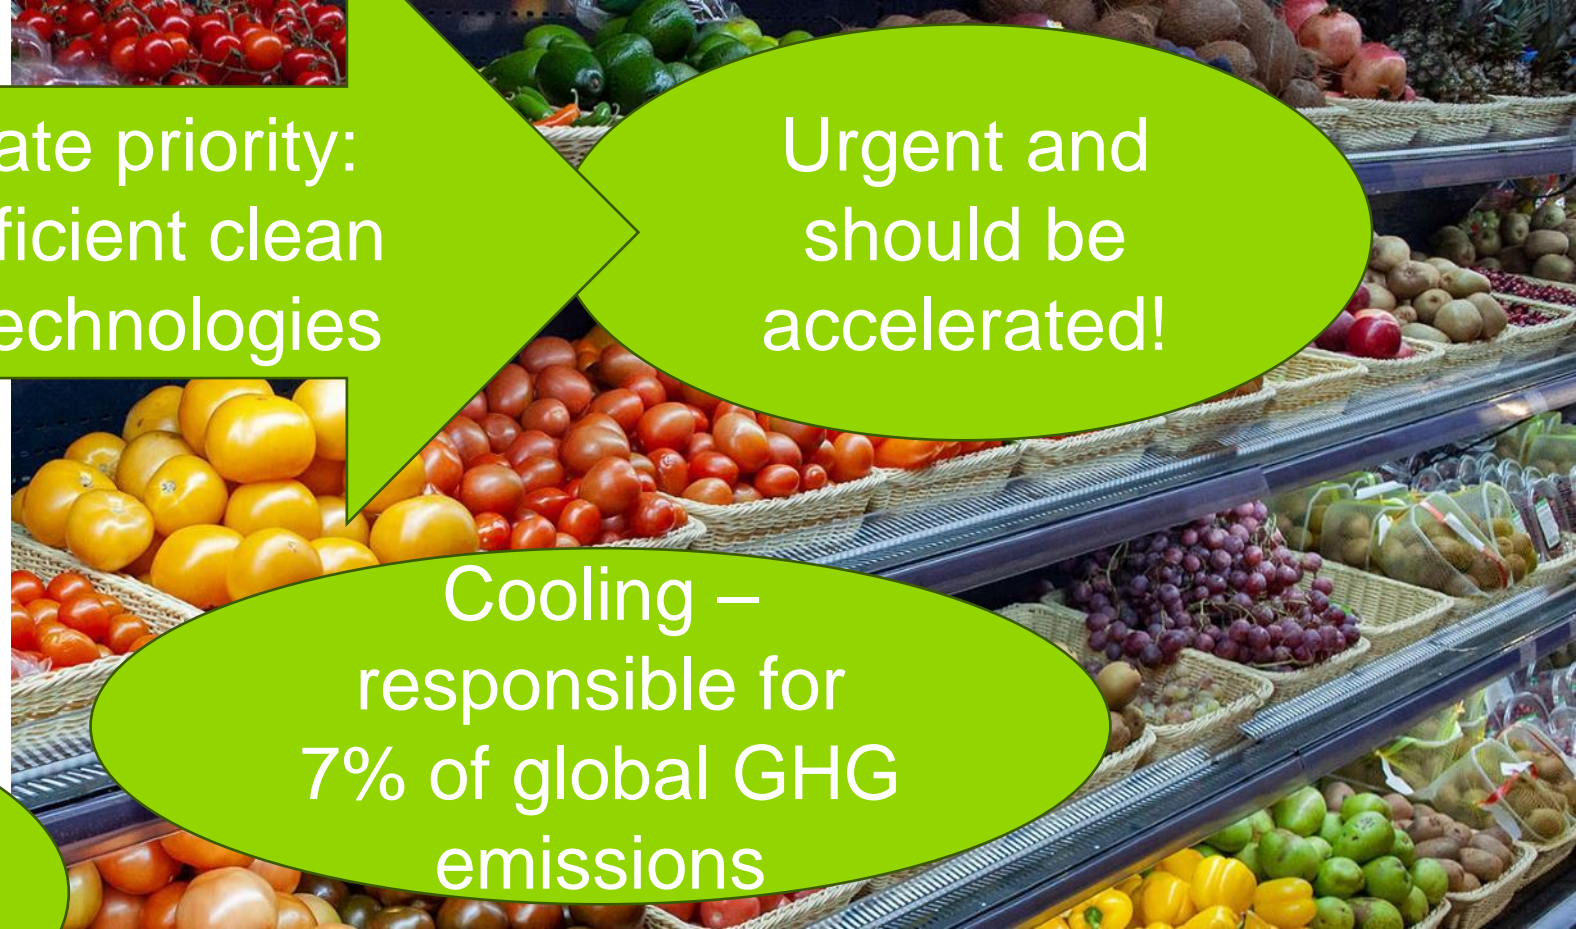 ate priority:
ficient clean
echnologies
Urgent and
should be
accelerated!
Cooling –
responsible for
7% of global GHG
emissions